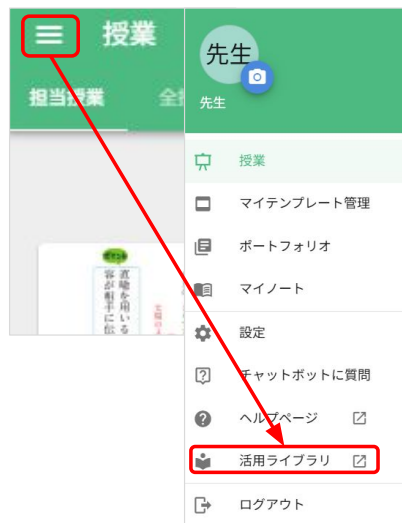 授業
担当授業
先生
先生
授業
マイテンプレート管理
ポートフォリオ
マイノート
設定
チャットボットに質問
ヘルプページ
活用ライブラリ
ログアウト
ポイント
直喩を用いる
容が相手に伝